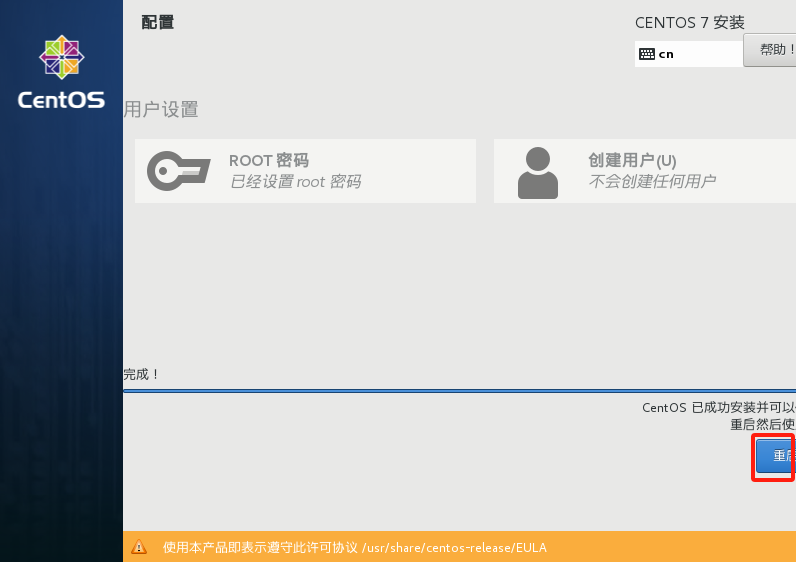 配置
CENTOS 7 安装
cn
帮助！
CentOS
用户设置
ROOT 密码
已经设置 root 密码
创建用户(U)
不会创建任何用户
完成！
CentOS 已成功安装并可以
重启然后使
重启
使用本产品即表示遵守此许可协议 /usr/share/centos-release/EULA